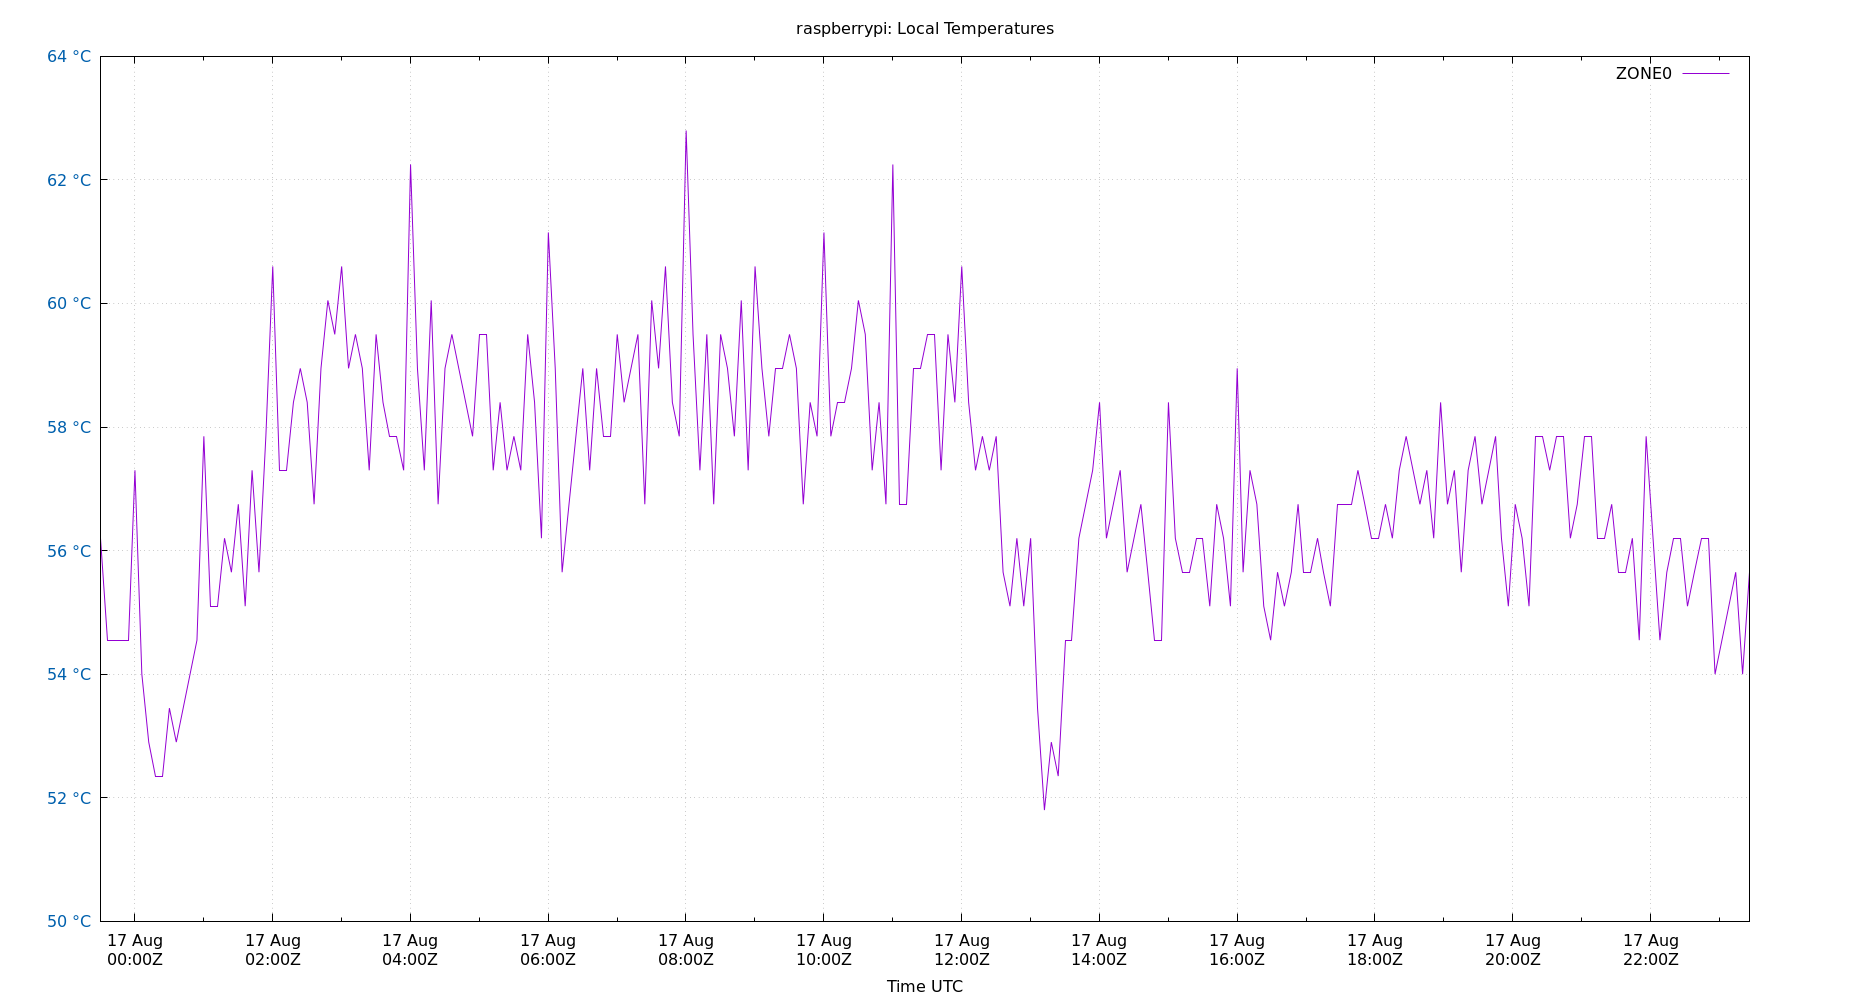 raspberrypi: Local Temperatures
64 °C
ZONE0
62 °C
60 °C
58 °C
56 °C
54 °C
52 °C
50 °C
17 Aug 17 Aug 17 Aug 17 Aug 17 Aug 17 Aug 17 Aug 17 Aug 17 Aug 17 Aug 17 Aug 17 Aug
00:00Z 02:00Z 04:00Z 06:00Z 08:00Z 10:00Z 12:00Z 14:00Z 16:00Z 18:00Z 20:00Z 22:00Z
Time UTC